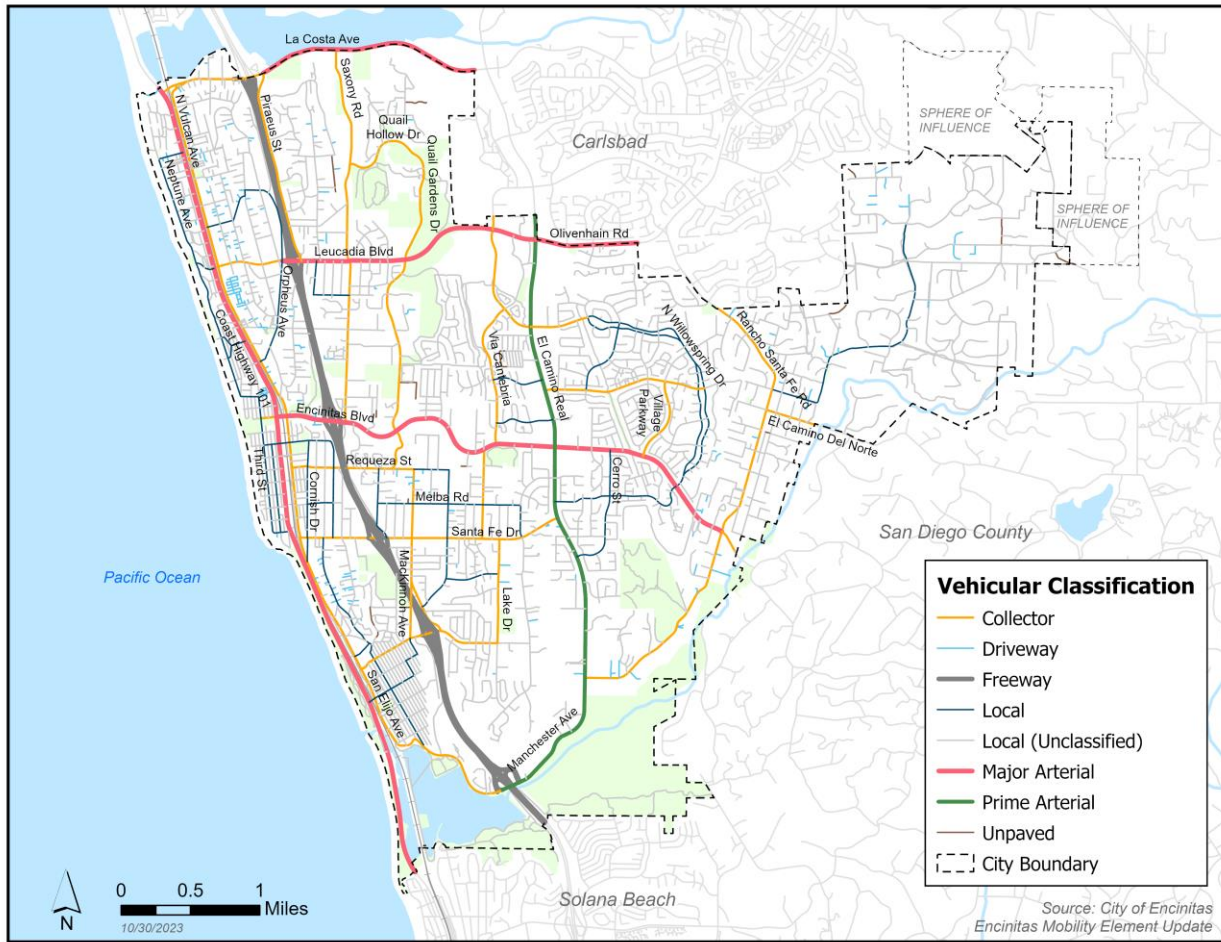 La Costa Ave
Saxony Rd
Piraeus St
N Vulcan Ave
Quail
Hollow Dr
Quail Gardens Dr
Carlsbad
SPHERE OF
INFLUENCE
SPHERE OF
INFLUENCE
Neptune Ave
Leucadia Blvd
Olivenhain Rd
Orpheus Ave
Coast Highway 101
Via Cantebria
El Camino Real
N Willowspring Dr
Rancho Santa Fe Rd
Village
Parkway
Encinitas Blvd
El Camino Del Norte
Requeza St
Third St
Cornish Dr
Melba Rd
Cerro St
Santa Fe Dr
MacKinnon Ave
Lake Dr
San Diego County
Pacific Ocean
San Elijo Ave
Manchester Ave
Solana Beach
Vehicular Classification
Collector
Driveway
Freeway
Local
Local (Unclassified)
Major Arterial
Prime Arterial
Unpaved
City Boundary
N
0 0.5 1
Miles
10/30/2023
Source: City of Encinitas
Encinitas Mobility Element Update